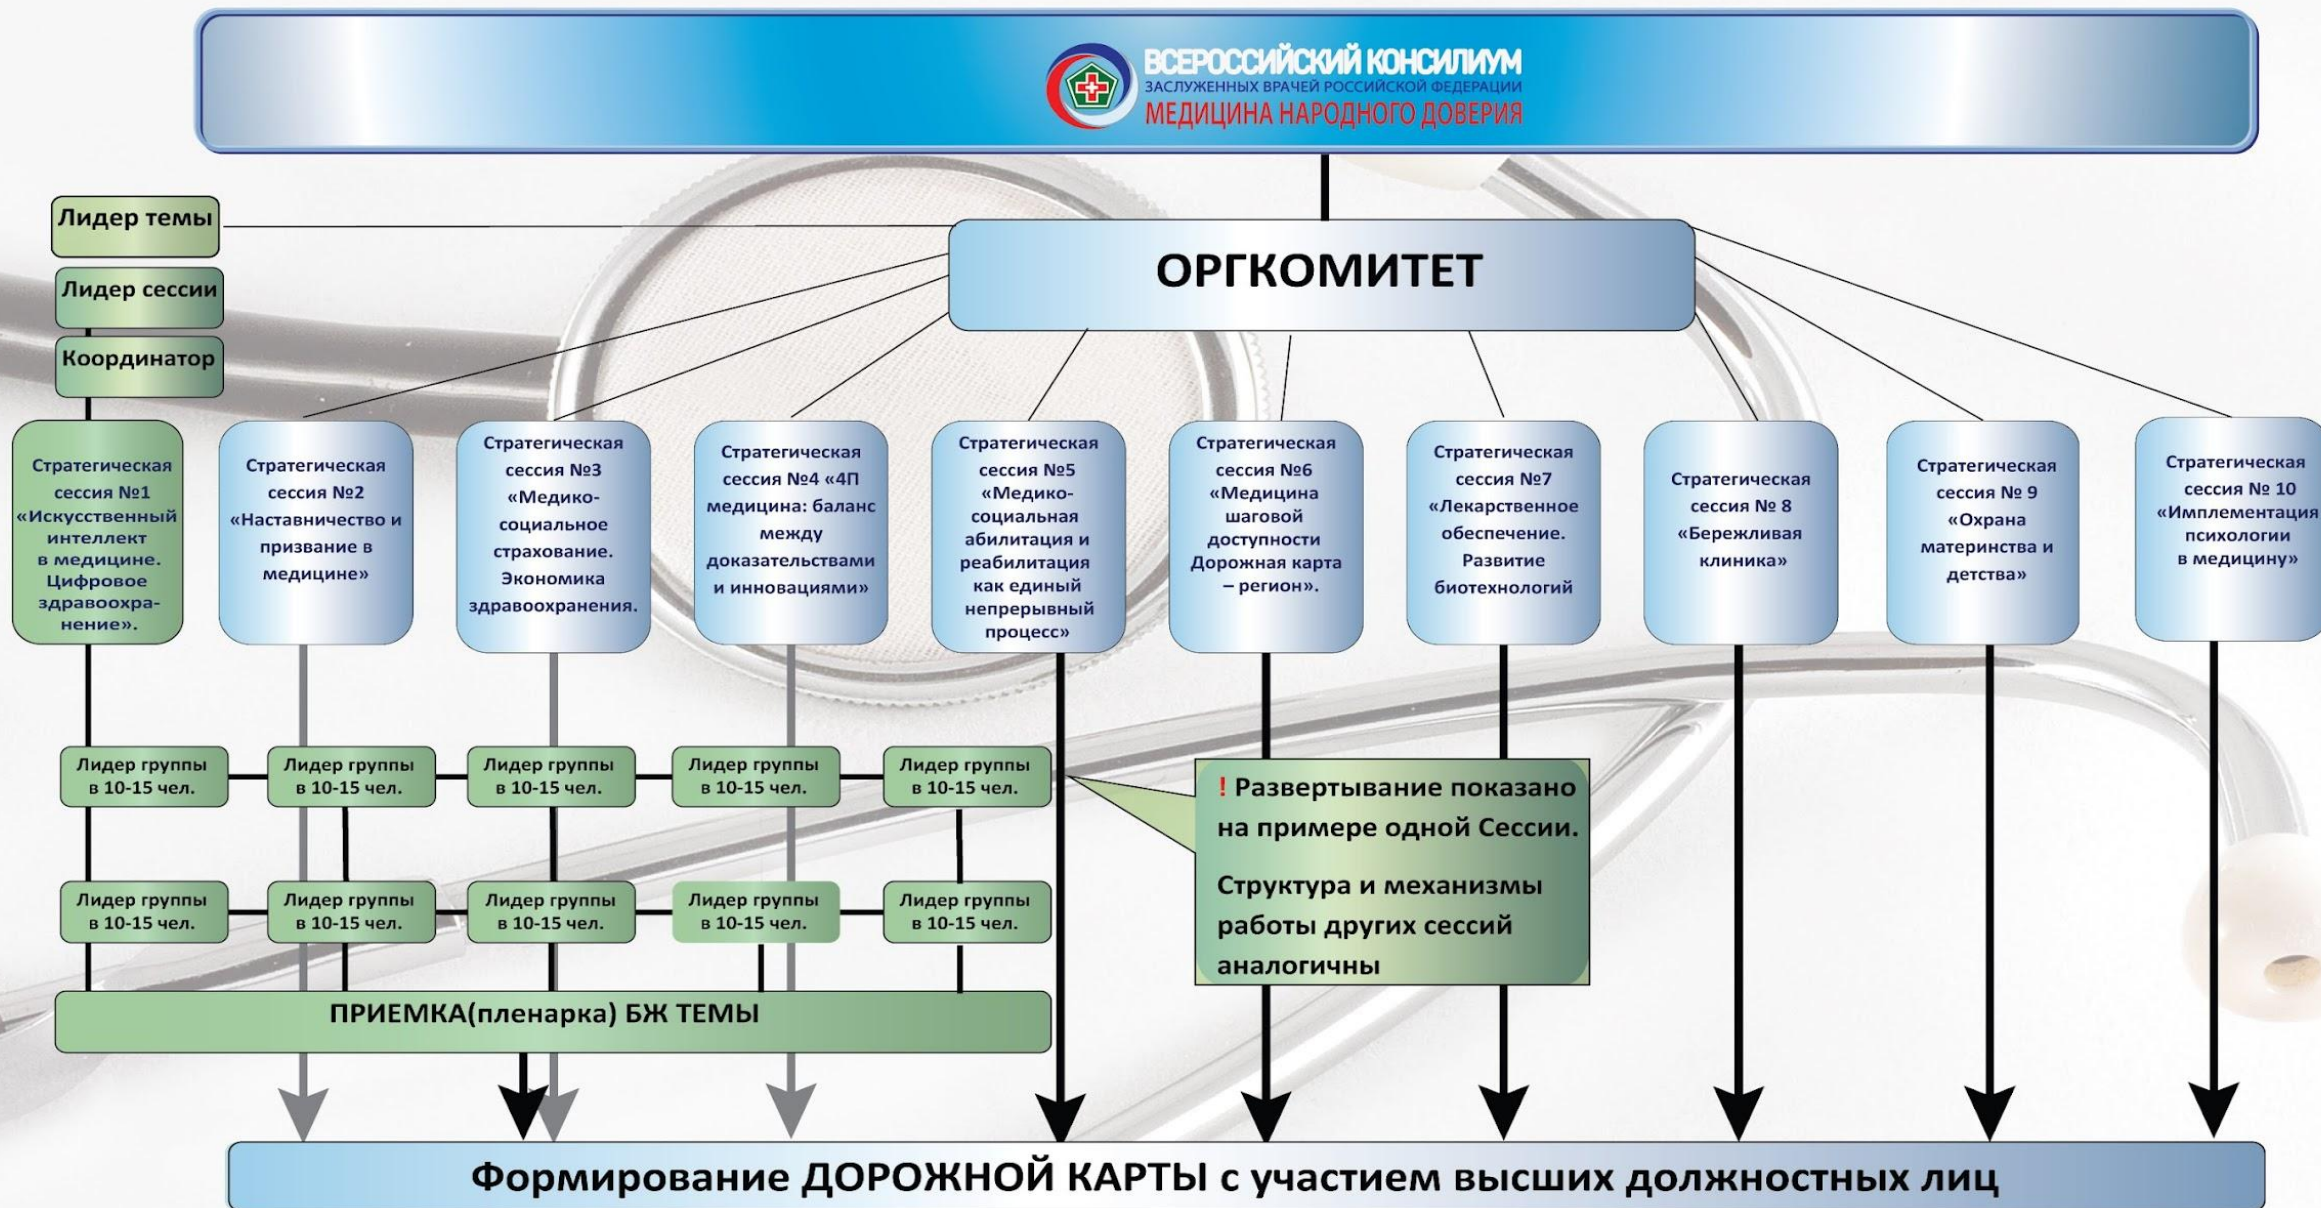 ВСЕРОССИЙСКИЙ КОНСИЛИУМ
ЗАСЛУЖЕННЫХ ВРАЧЕЙ РОССИЙСКОЙ ФЕДЕРАЦИИ
МЕДИЦИНА НАРОДНОГО ДОВЕРИЯ
Лидер темы
ОРГКОМИТЕТ
Лидер сессии
Координатор
Стратегическая
сессия №1
«Искусственный
интеллект
в медицине.
Цифровое
здравоохра-
нение».
Стратегическая
сессия №2
«Наставничество и
призвание в
медицине»
Стратегическая
сессия №3
«Медико-
социальное
страхование.
Экономика
здравоохранения.
Стратегическая
сессия №4 «4П
медицина: баланс
между
доказательствами
и инновациями»
Стратегическая
сессия №5
«Медико-
социальная
абилитация и
реабилитация
как единый
непрерывный
процесс»
Стратегическая
сессия №6
«Медицина
шаговой
доступности
Дорожная карта
– регион».
Стратегическая
сессия №7
«Лекарственное
обеспечение.
Развитие
биотехнологий
Стратегическая
сессия № 8
«Бережливая
клиника»
Стратегическая
сессия № 9
«Охрана
материнства и
детства»
Стратегическая
сессия № 10
«Имплементация
психологии
в медицину»
Лидер группы
в 10-15 чел.
Лидер группы
в 10-15 чел.
Лидер группы
в 10-15 чел.
Лидер группы
в 10-15 чел.
Лидер группы
в 10-15 чел.
! Развертывание показано
на примере одной Сессии.
Структура и механизмы
работы других сессий
аналогичны
Лидер группы
в 10-15 чел.
Лидер группы
в 10-15 чел.
Лидер группы
в 10-15 чел.
Лидер группы
в 10-15 чел.
Лидер группы
в 10-15 чел.
ПРИЕМКА(пленарка) БЖ ТЕМЫ
Формирование ДОРОЖНОЙ КАРТЫ с участием высших должностных лиц